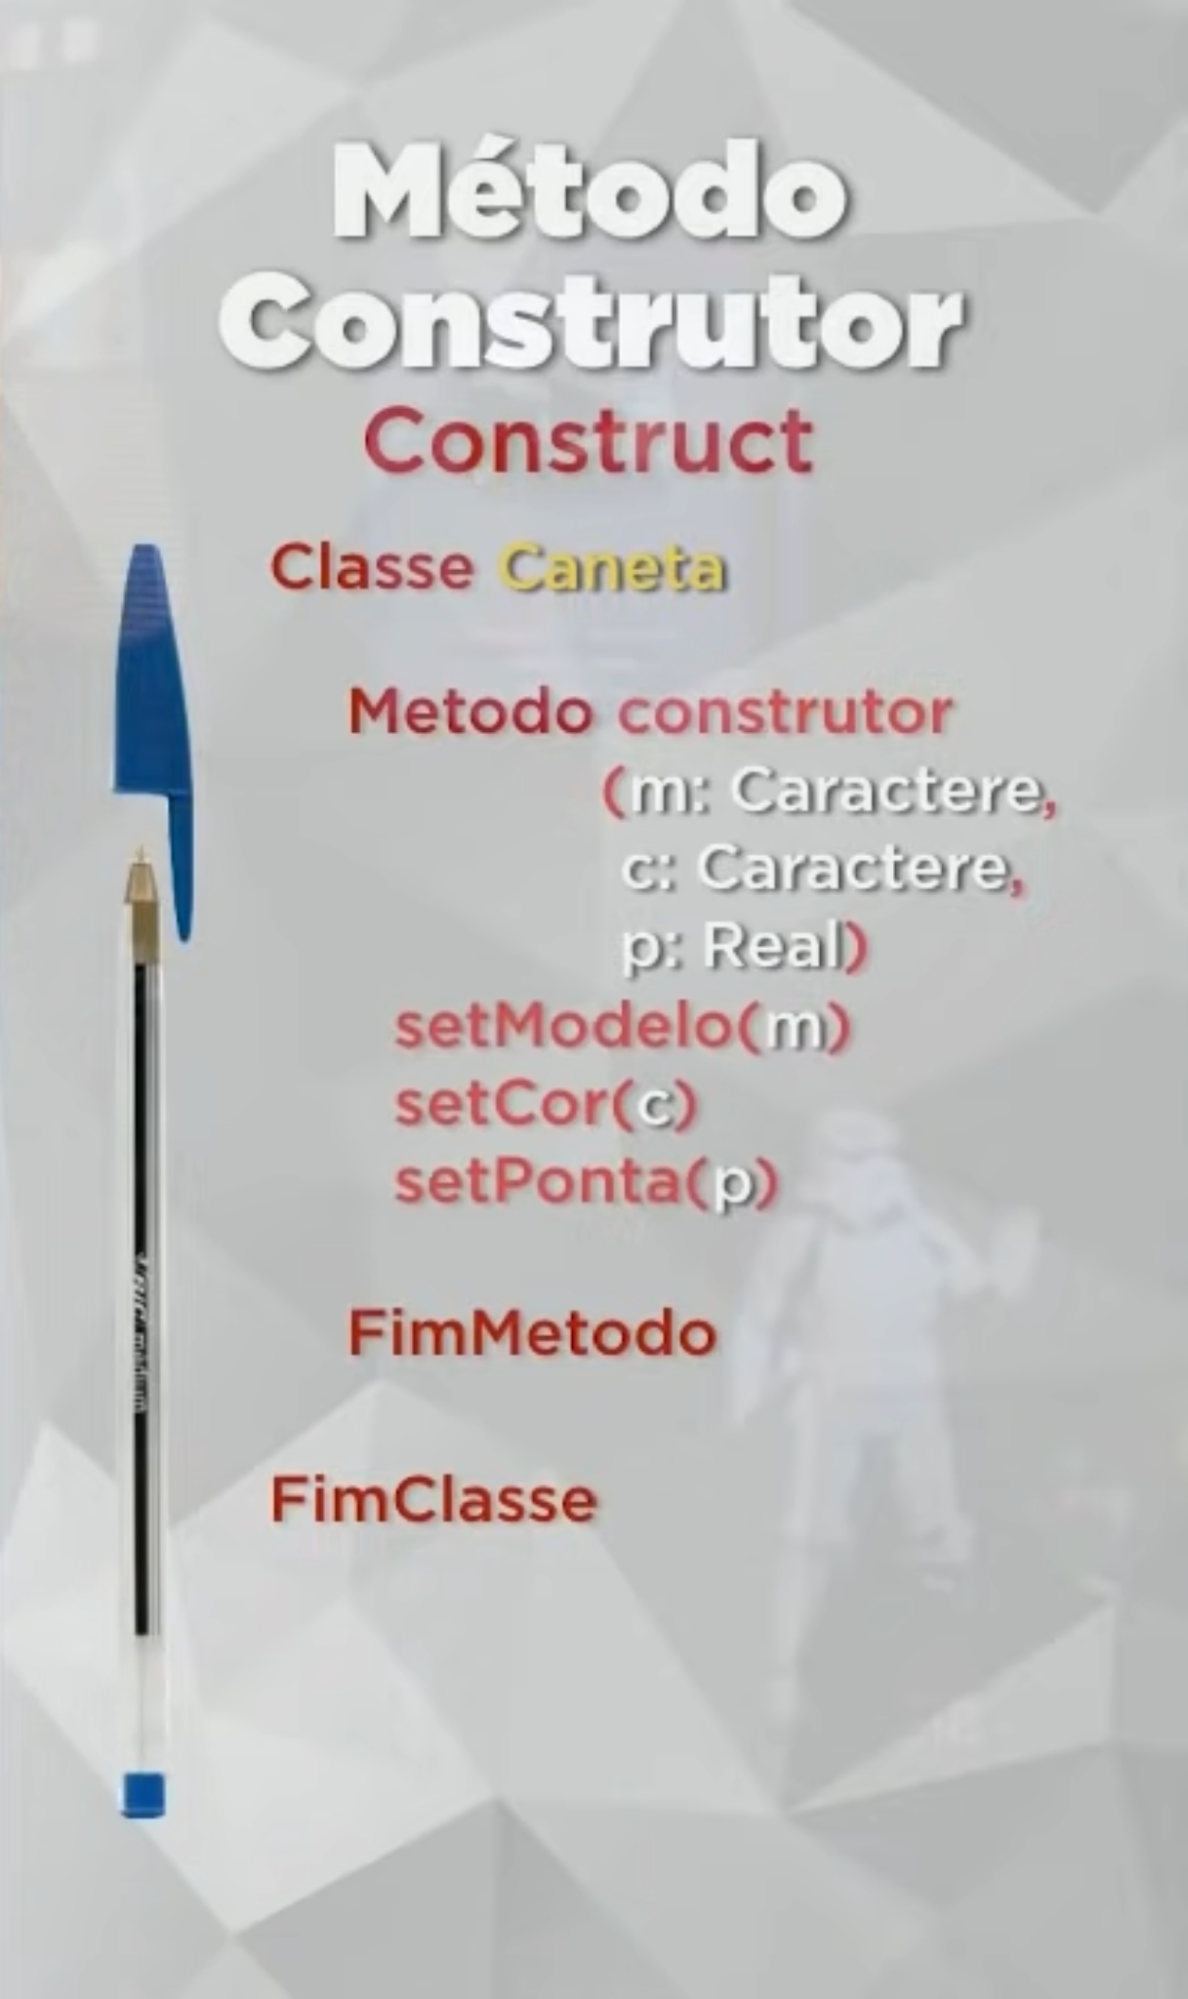 Método
Construtor
Construct
Classe Caneta
Metodo construtor
(m: Caractere,
c: Caractere,
p: Real)
setModelo(m)
setCor(c)
setPonta(p)
FimMetodo
FimClasse